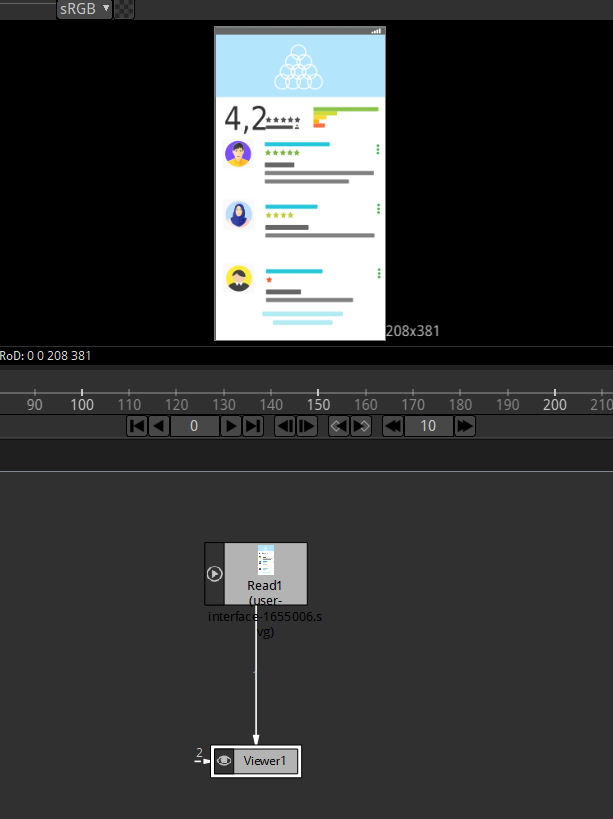 sRGB
4,2
208x381
RoD: 0 0 208 381
90 100 110 120 130 140 150 160 170 180 190 200 210
0 10
Read1
(user-
interface-1655006.s
vg)
2
Viewer1